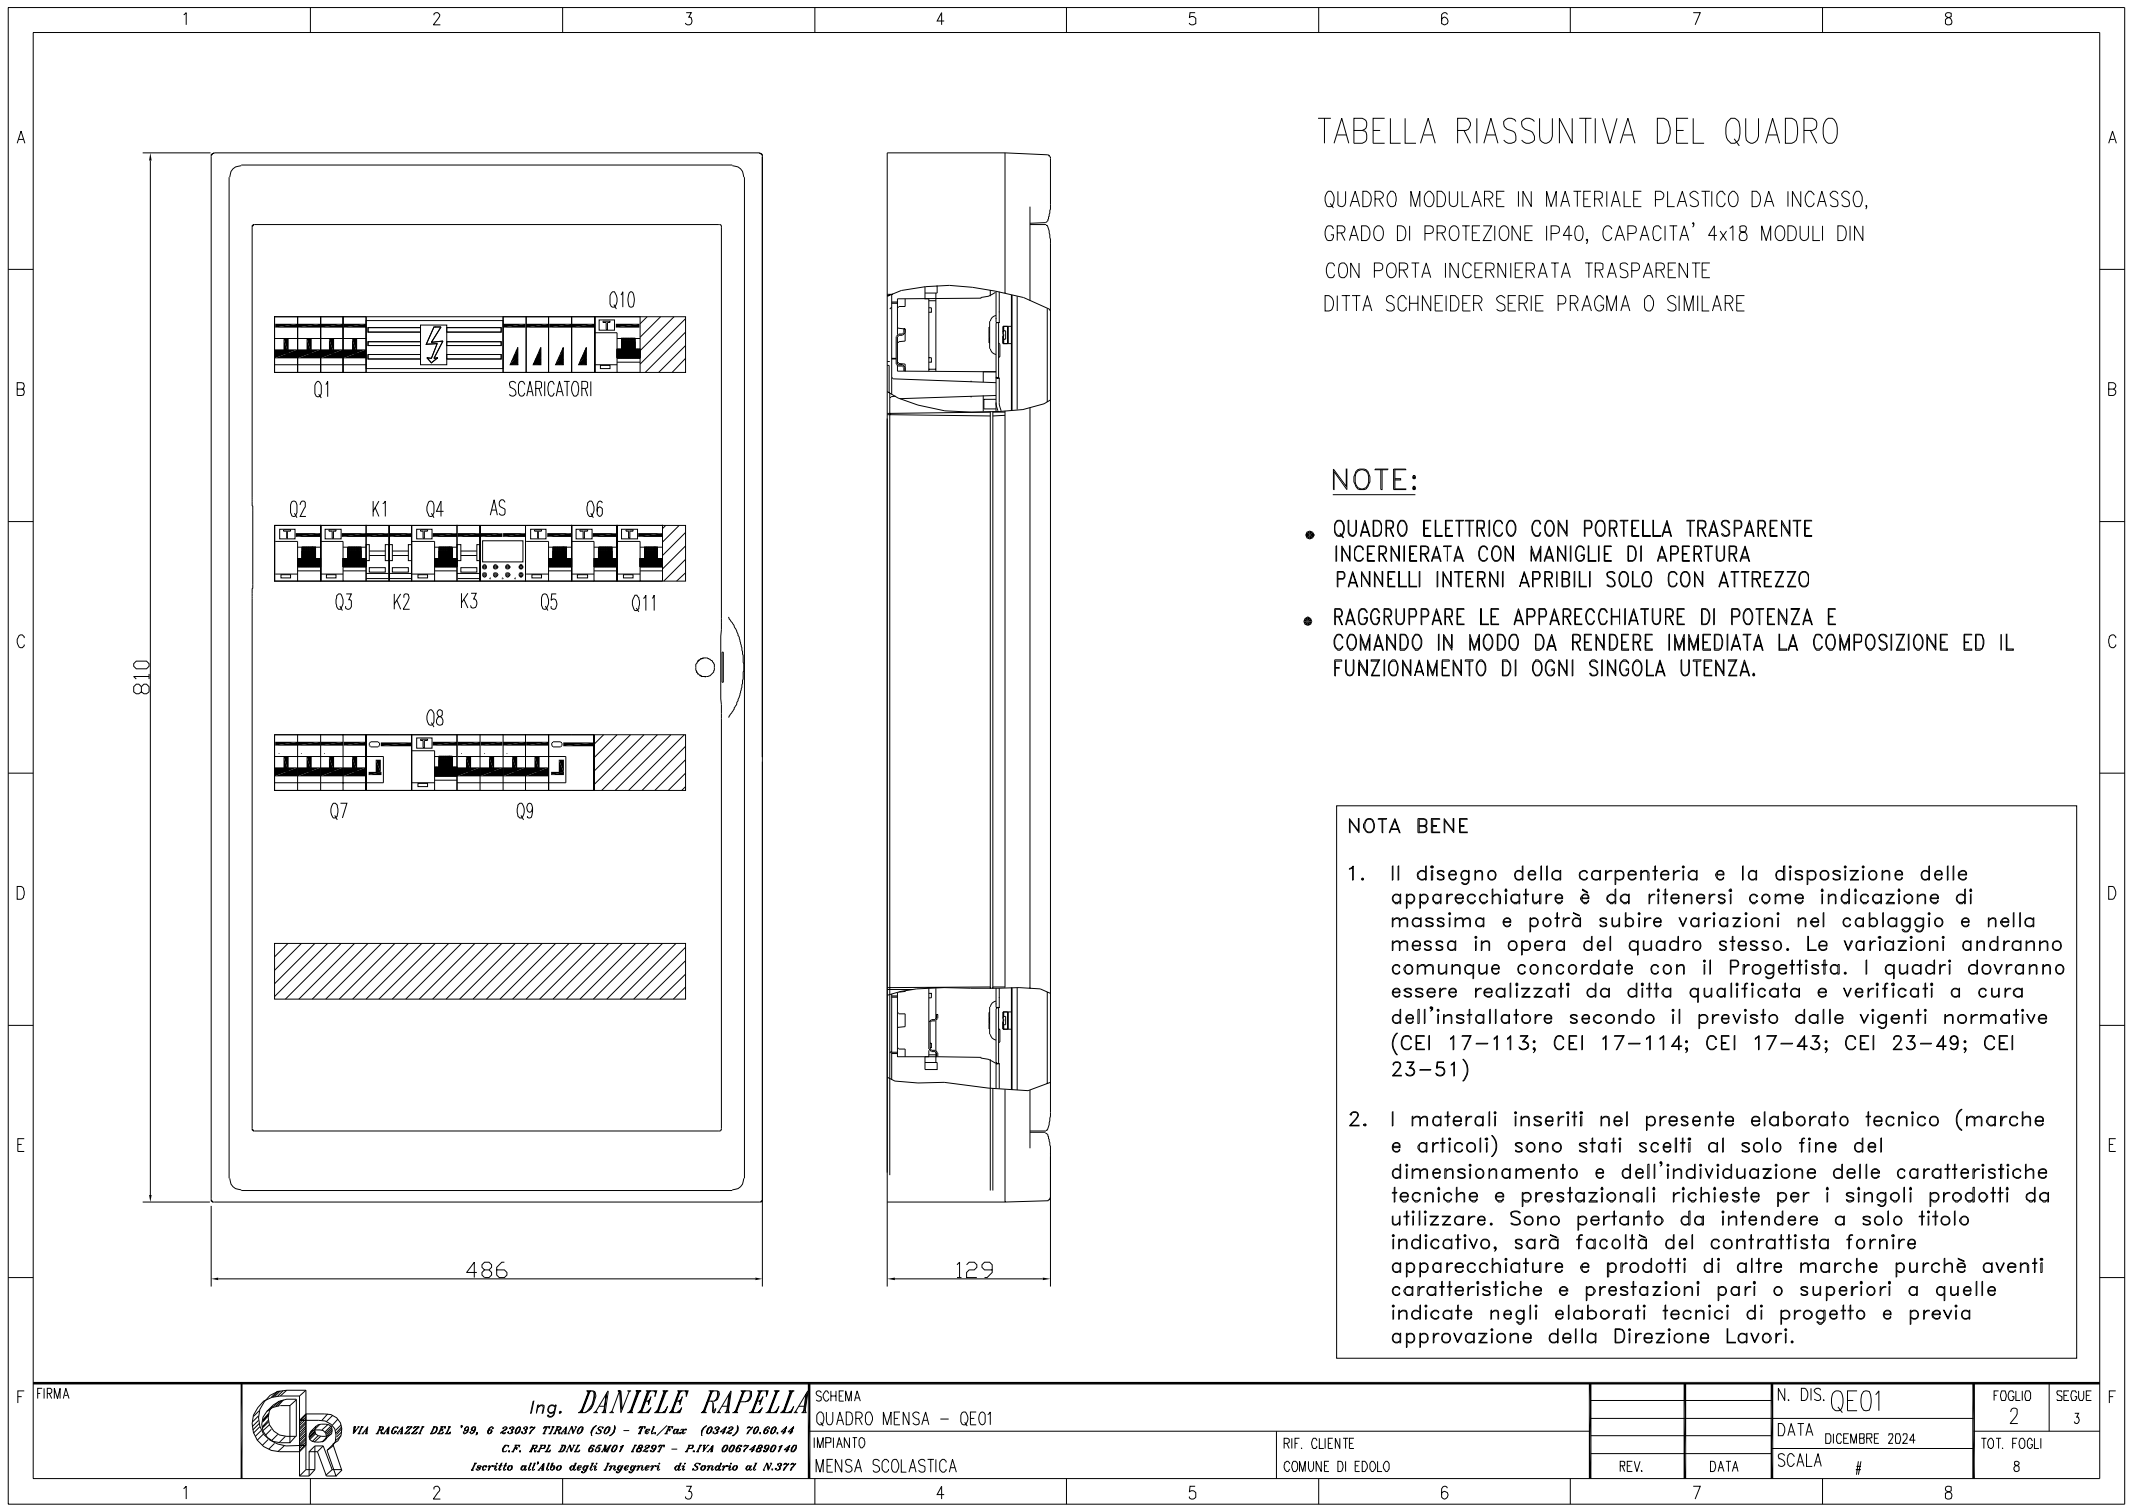 1 2 3 4 5 6 7 8
A A
B B
C C
D D
E E
F F
TABELLA RIASSUNTIVA DEL QUADRO
QUADRO MODULARE IN MATERIALE PLASTICO DA INCASSO,
GRADO DI PROTEZIONE IP40, CAPACITA' 4x18 MODULI DIN
CON PORTA INCERNIERATA TRASPARENTE
DITTA SCHNEIDER SERIE PRAGMA O SIMILARE
Q10
T
Q1 SCARICATORI
Q2 K1 Q4 AS Q6
T T T T T T
Q3 K2 K3 Q5 Q11
Q8
T
Q7 Q9
810
486
129
NOTE:
• QUADRO ELETTRICO CON PORTELLA TRASPARENTE
INCERNIERATA CON MANIGLIE DI APERTURA
PANNELLI INTERNI APRIBILI SOLO CON ATTREZZO
• RAGGRUPPARE LE APPARECCHIATURE DI POTENZA E
COMANDO IN MODO DA RENDERE IMMEDIATA LA COMPOSIZIONE ED IL
FUNZIONAMENTO DI OGNI SINGOLA UTENZA.
NOTA BENE
1. Il disegno della carpenteria e la disposizione delle
apparecchiature è da ritenersi come indicazione di
massima e potrà subire variazioni nel cablaggio e nella
messa in opera del quadro stesso. Le variazioni andranno
comunque concordate con il Progettista. I quadri dovranno
essere realizzati da ditta qualificata e verificati a cura
dell'installatore secondo il previsto dalle vigenti normative
(CEI 17-113; CEI 17-114; CEI 17-43; CEI 23-49; CEI
23-51)
2. I materali inseriti nel presente elaborato tecnico (marche
e articoli) sono stati scelti al solo fine del
dimensionamento e dell'individuazione delle caratteristiche
tecniche e prestazionali richieste per i singoli prodotti da
utilizzare. Sono pertanto da intendere a solo titolo
indicativo, sarà facoltà del contrattista fornire
apparecchiature e prodotti di altre marche purchè aventi
caratteristiche e prestazioni pari o superiori a quelle
indicate negli elaborati tecnici di progetto e previa
approvazione della Direzione Lavori.
FIRMA
Ing. DANIELE RAPELLA
VIA RAGAZZI DEL '99, 6 23037 TIRANO (SO) - Tel./Fax (0342) 70.60.44
C.F. RPL DNL 65M01 I829T - P.IVA 00674890140
Iscritto all'Albo degli Ingegneri di Sondrio al N.377
SCHEMA
QUADRO MENSA - QE01
IMPIANTO
MENSA SCOLASTICA
RIF. CLIENTE
COMUNE DI EDOLO
REV. DATA
N. DIS. QE01
DATA DICEMBRE 2024
SCALA #
FOGLIO
2
SEGUE
3
TOT. FOGLI
8
1 2 3 4 5 6 7 8